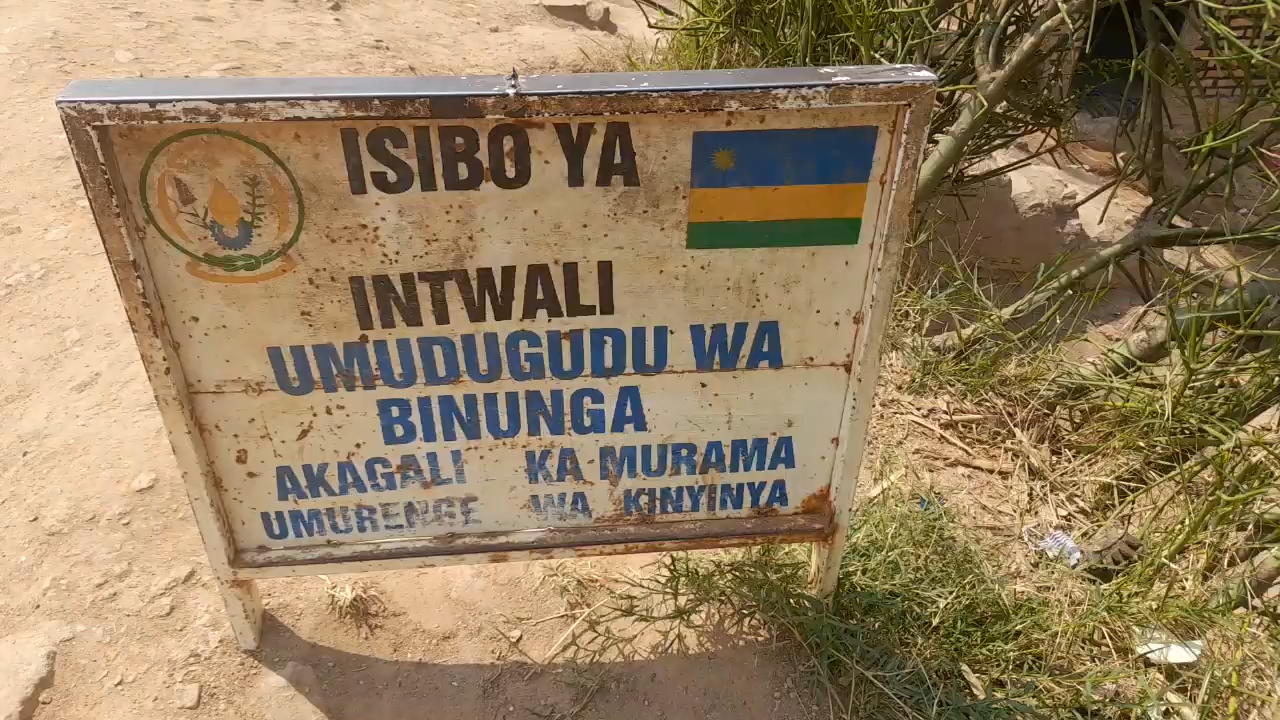 ISIBO YA
INTWALI
UMUDUGUDU WA
BINUNGA
AKAGALI KA MURAMA
UMURENGE WA KINYINYA